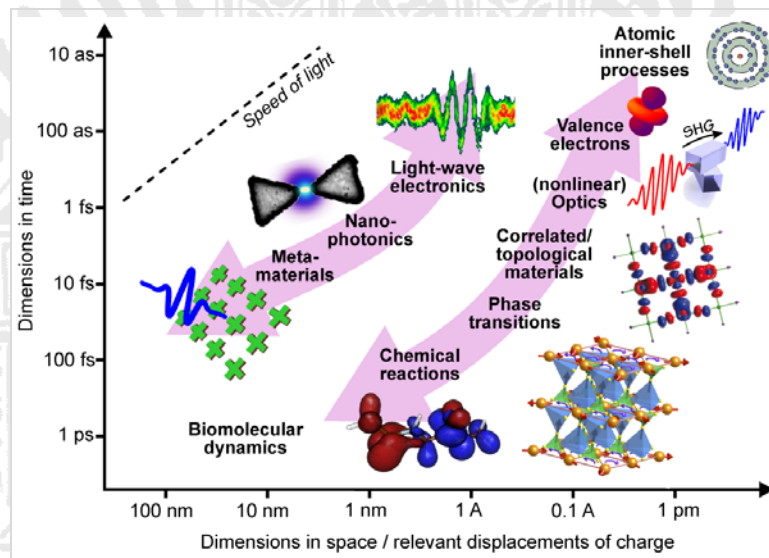 10 as
100 as
1 fs
10 fs
100 fs
1 ps
Dimensions in time
Speed of light
Atomic
inner-shell
processes
Valence
electrons
SHG
(nonlinear)
Optics
Light-wave
electronics
Nano-
photonics
Meta-
materials
Correlated/
topological
materials
Phase
transitions
Chemical
reactions
Biomolecular
dynamics
100 nm
10 nm
1 nm
1 A
0.1 A
1 pm
Dimensions in space / relevant displacements of charge